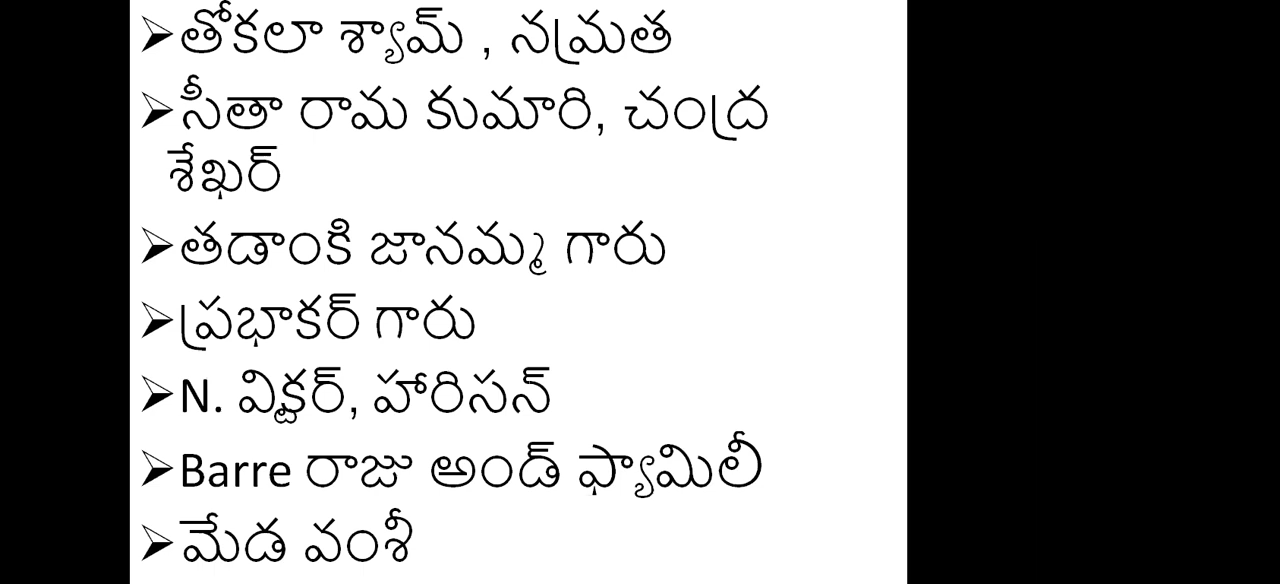 ➢తోకలా శ్యామ్ , నమ్రత
➢సీతా రామ కుమారి, చంద్ర
శేఖర్
➢తడాంకి జానమ్మ గారు
➢ప్రభాకర్ గారు
➢N. విక్టర్, హారిసన్
➢Barre రాజు అండ్ ఫ్యామిలీ
➢మేడ వంశీ